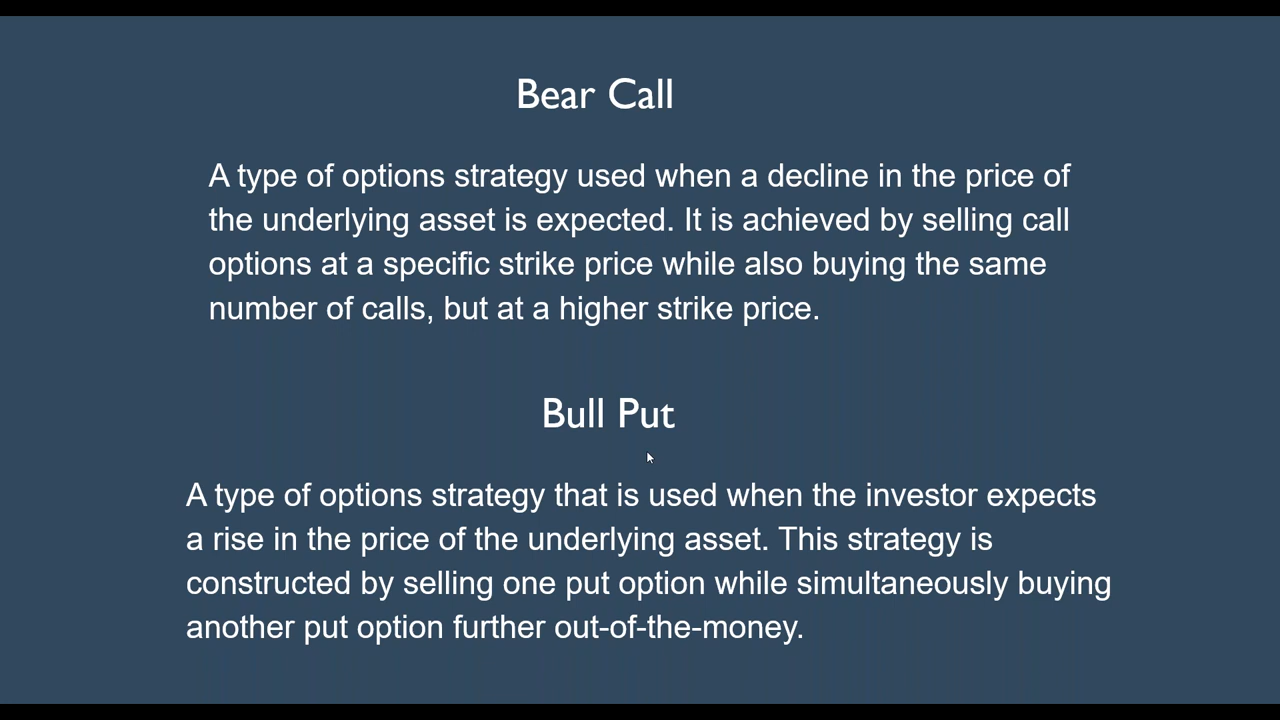 Bear Call
A type of options strategy used when a decline in the price of
the underlying asset is expected. It is achieved by selling call
options at a specific strike price while also buying the same
number of calls, but at a higher strike price.
Bull Put
A type of options strategy that is used when the investor expects
a rise in the price of the underlying asset. This strategy is
constructed by selling one put option while simultaneously buying
another put option further out-of-the-money.